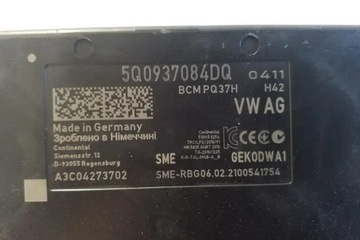 5Q0937084DQ 0411
BCM PQ37H H42
VW AG
Made in Germany
Зроблено в Німеччині
Continental
Siemensstr. 12
D-93055 Regensburg
SME GEKODWA1
A3C04273702 SME-RBG06.02.2100541754